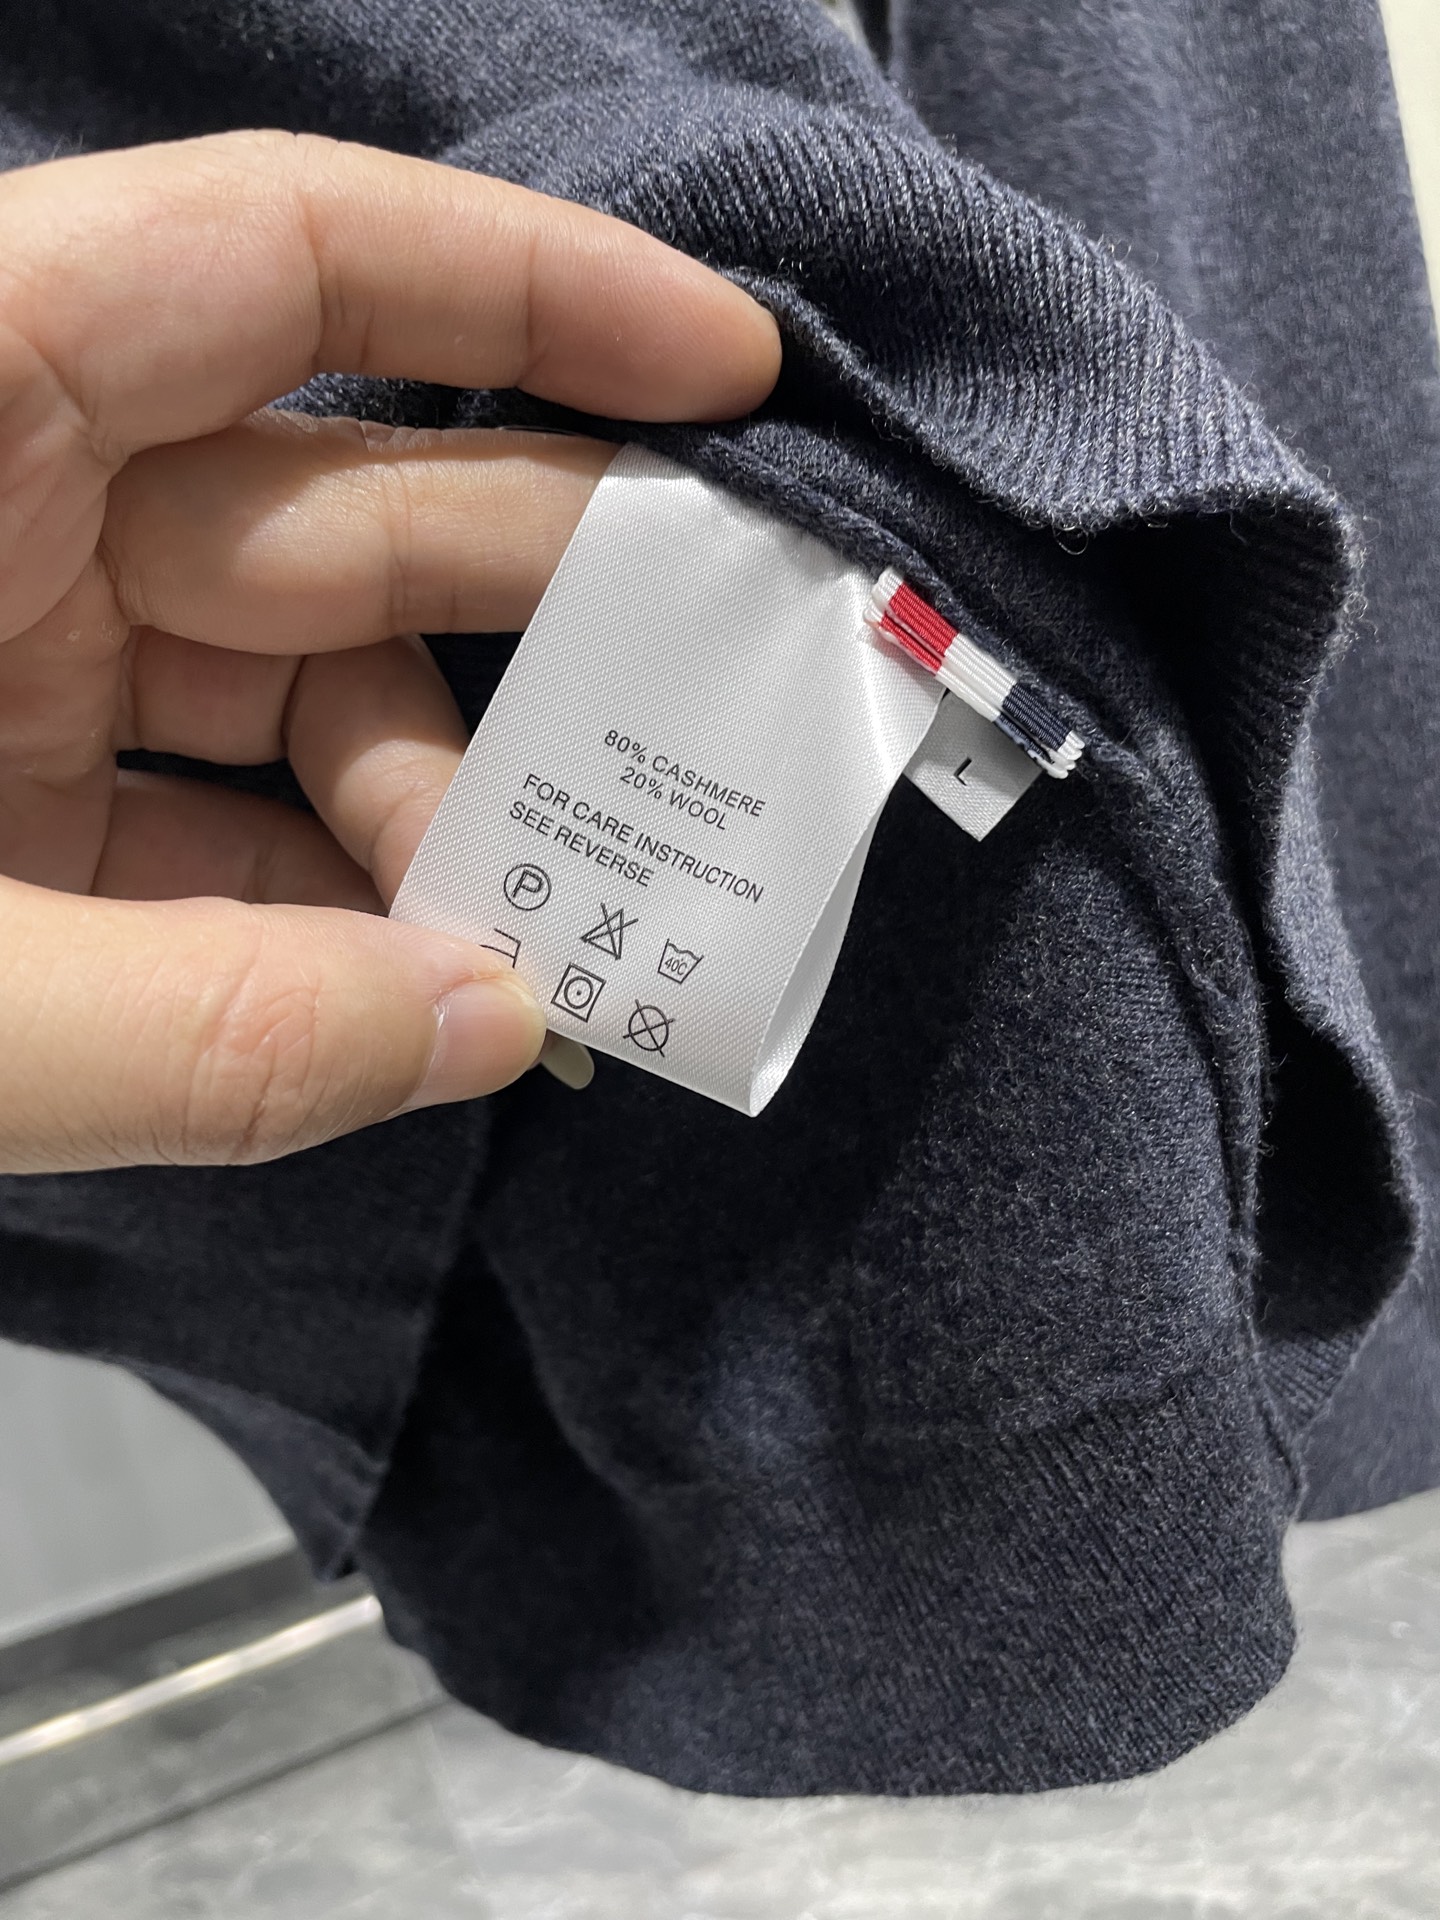 80% CASHMERE
20% WOOL
FOR CARE INSTRUCTION
SEE REVERSE
P
40C
L